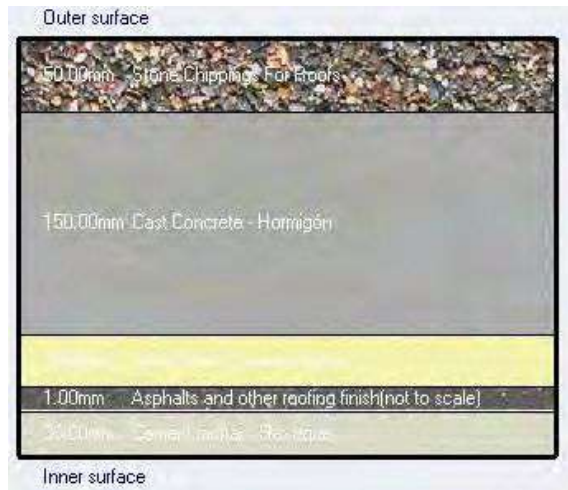 Outer surface
50.00mm Stone Chippings For Roofs
150.00mm Cast Concrete - Hormigón
1.00mm Asphalts and other roofing finish(not to scale)
Inner surface